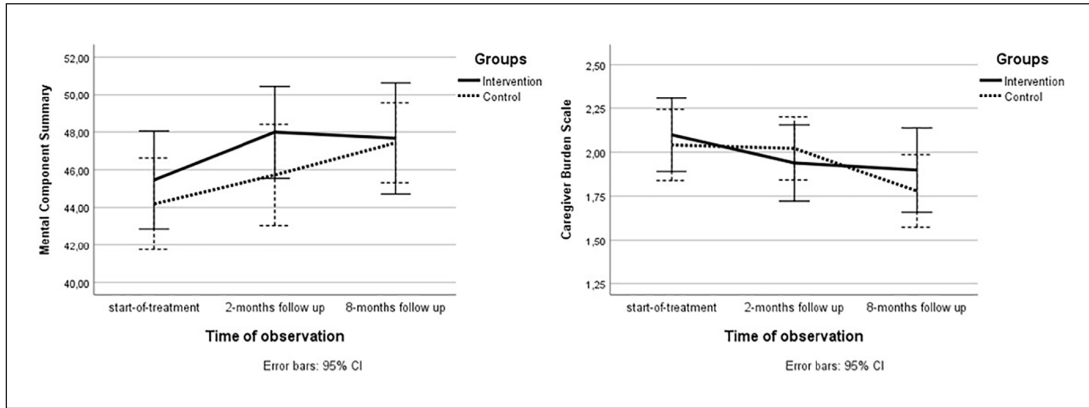 52,00
50,00
48,00
46,00
44,00
42,00
40,00
Mental Component Summary
start-of-treatment 2-months follow up 8-months follow up
Time of observation
Error bars: 95% CI
Groups
Intervention
Control
2,50
2,25
2,00
1,75
1,50
1,25
Caregiver Burden Scale
start-of-treatment 2-months follow up 8-months follow up
Time of observation
Error bars: 95% CI
Groups
Intervention
Control